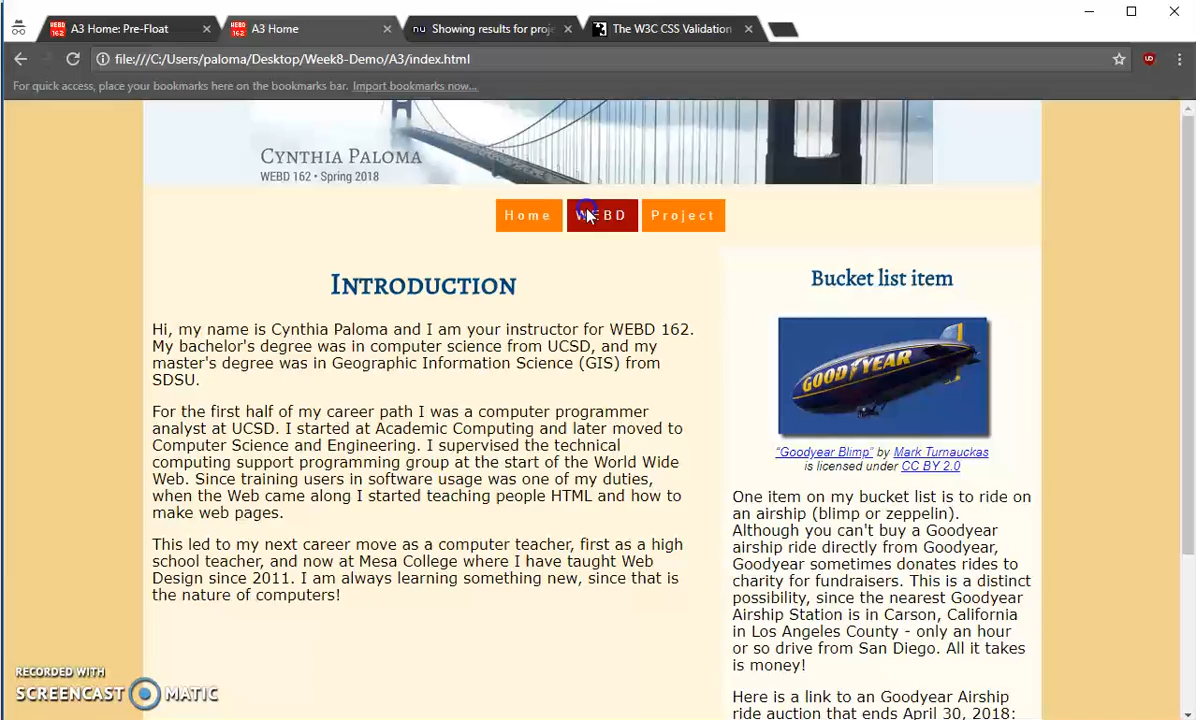 A3 Home: Pre-Float
A3 Home
Showing results for proj
The W3C CSS Validation
file:///C:/Users/paloma/Desktop/Week8-Demo/A3/index.html
For quick access, place your bookmarks here on the bookmarks bar. Import bookmarks now...
CYNTHIA PALOMA
WEBD 162 • Spring 2018
Home WEBD Project
INTRODUCTION
Hi, my name is Cynthia Paloma and I am your instructor for WEBD 162.
My bachelor's degree was in computer science from UCSD, and my
master's degree was in Geographic Information Science (GIS) from
SDSU.
For the first half of my career path I was a computer programmer
analyst at UCSD. I started at Academic Computing and later moved to
Computer Science and Engineering. I supervised the technical
computing support programming group at the start of the World Wide
Web. Since training users in software usage was one of my duties,
when the Web came along I started teaching people HTML and how to
make web pages.
This led to my next career move as a computer teacher, first as a high
school teacher, and now at Mesa College where I have taught Web
Design since 2011. I am always learning something new, since that is
the nature of computers!
Bucket list item
GOODYEAR
“Goodyear Blimp” by Mark Turnauckas
is licensed under CC BY 2.0
One item on my bucket list is to ride on
an airship (blimp or zeppelin).
Although you can't buy a Goodyear
airship ride directly from Goodyear,
Goodyear sometimes donates rides to
charity for fundraisers. This is a distinct
possibility, since the nearest Goodyear
Airship Station is in Carson, California
in Los Angeles County - only an hour
or so drive from San Diego. All it takes
is money!
Here is a link to an Goodyear Airship
ride auction that ends April 30, 2018:
RECORDED WITH
SCREENCAST MATIC